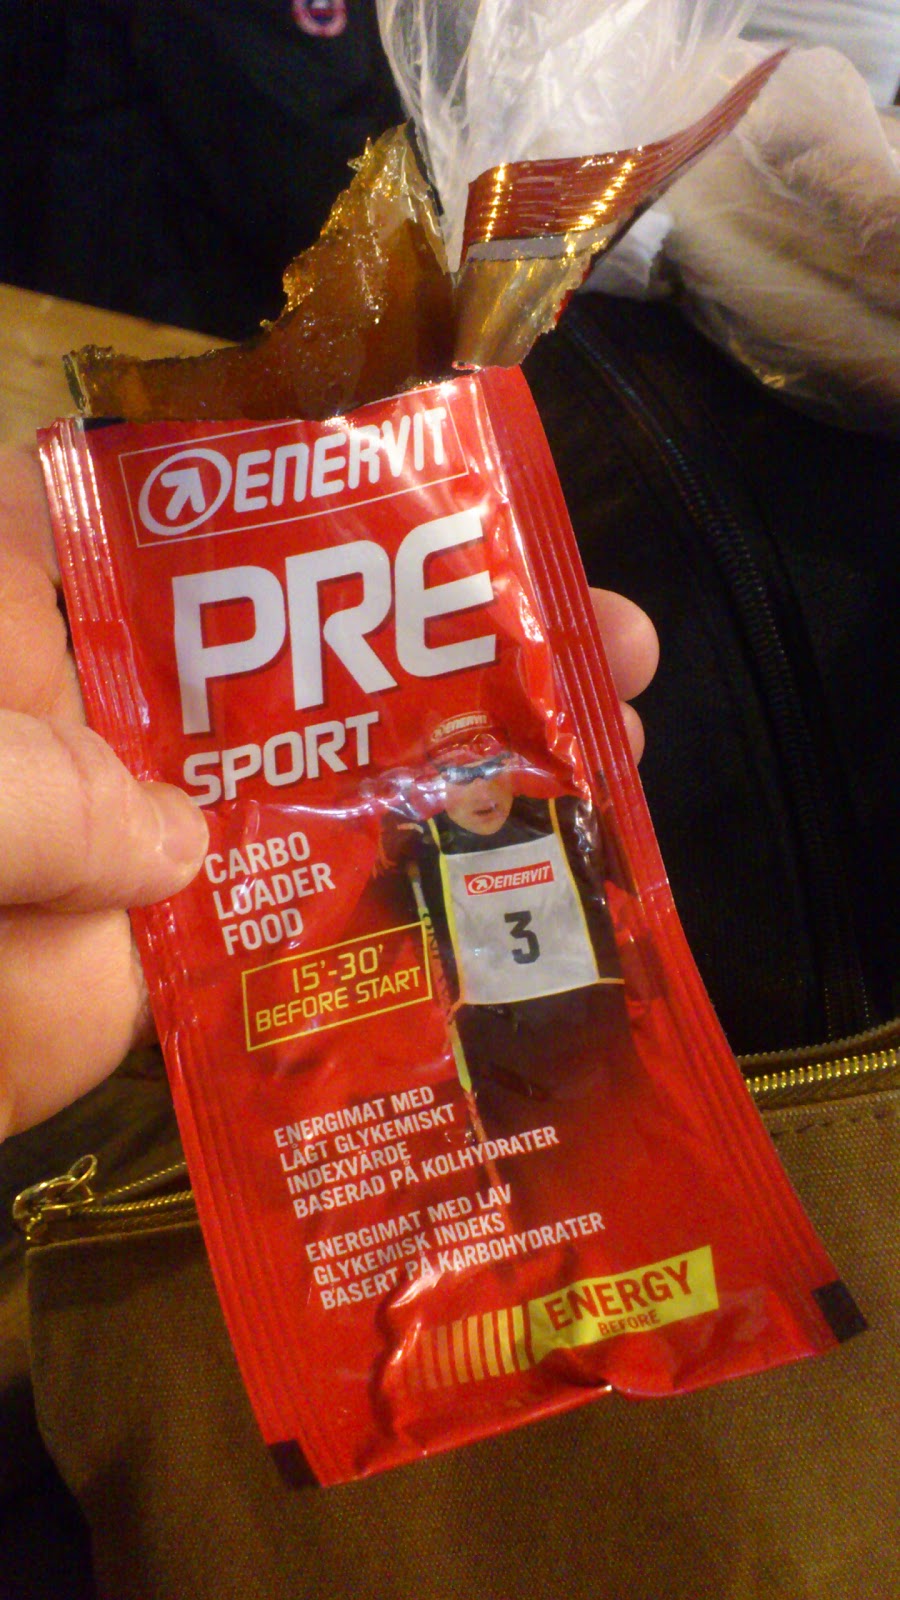 ENERVIT
PRE
SPORT
CARBO
LOADER
FOOD
15'-30'
BEFORE START
ENERVIT
ENERVIT
3
ENERGIMAT MED
LÅGT GLYKEMISKT
INDEXVÄRDE
BASERAD PÅ KOLHYDRATER
ENERGIMAT MED LAV
GLYKEMISK INDEKS
BASERT PÅ KARBOHYDRATER
ENERGY
BEFORE